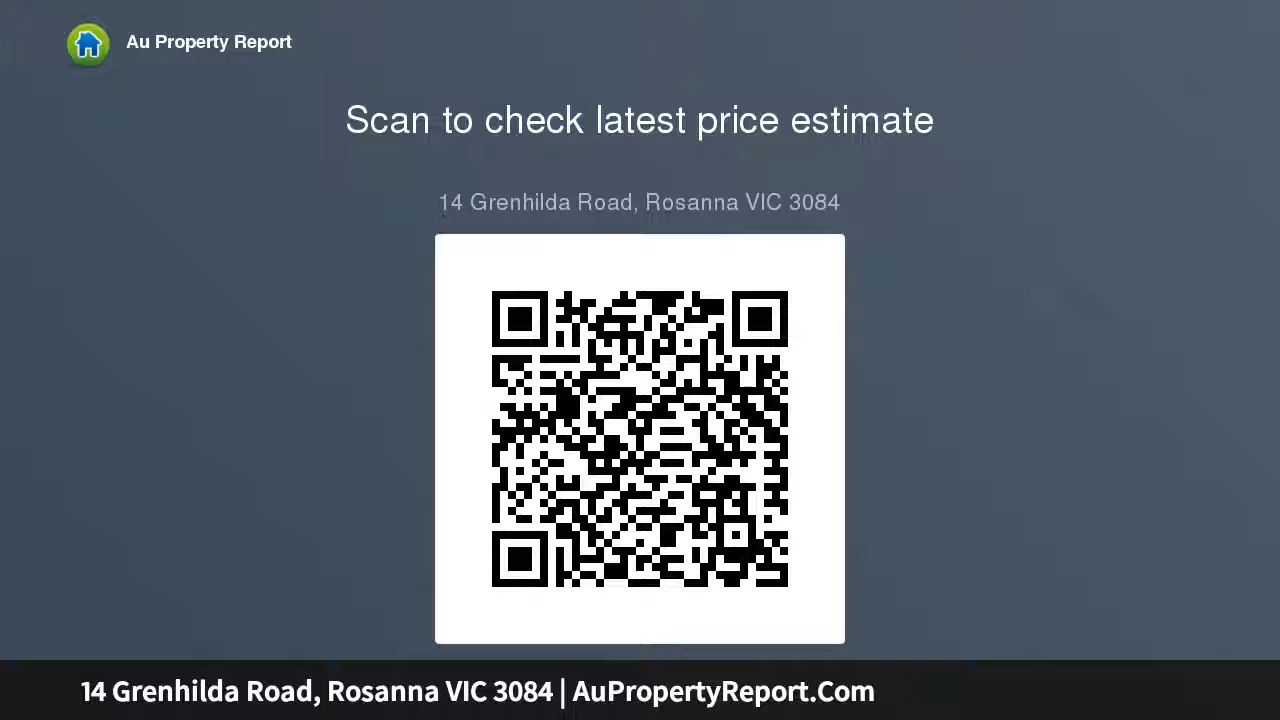 Au Property Report
Scan to check latest price estimate
14 Grenhilda Road, Rosanna VIC 3084
14 Grenhilda Road, Rosanna VIC 3084 | AuPropertyReport.Com